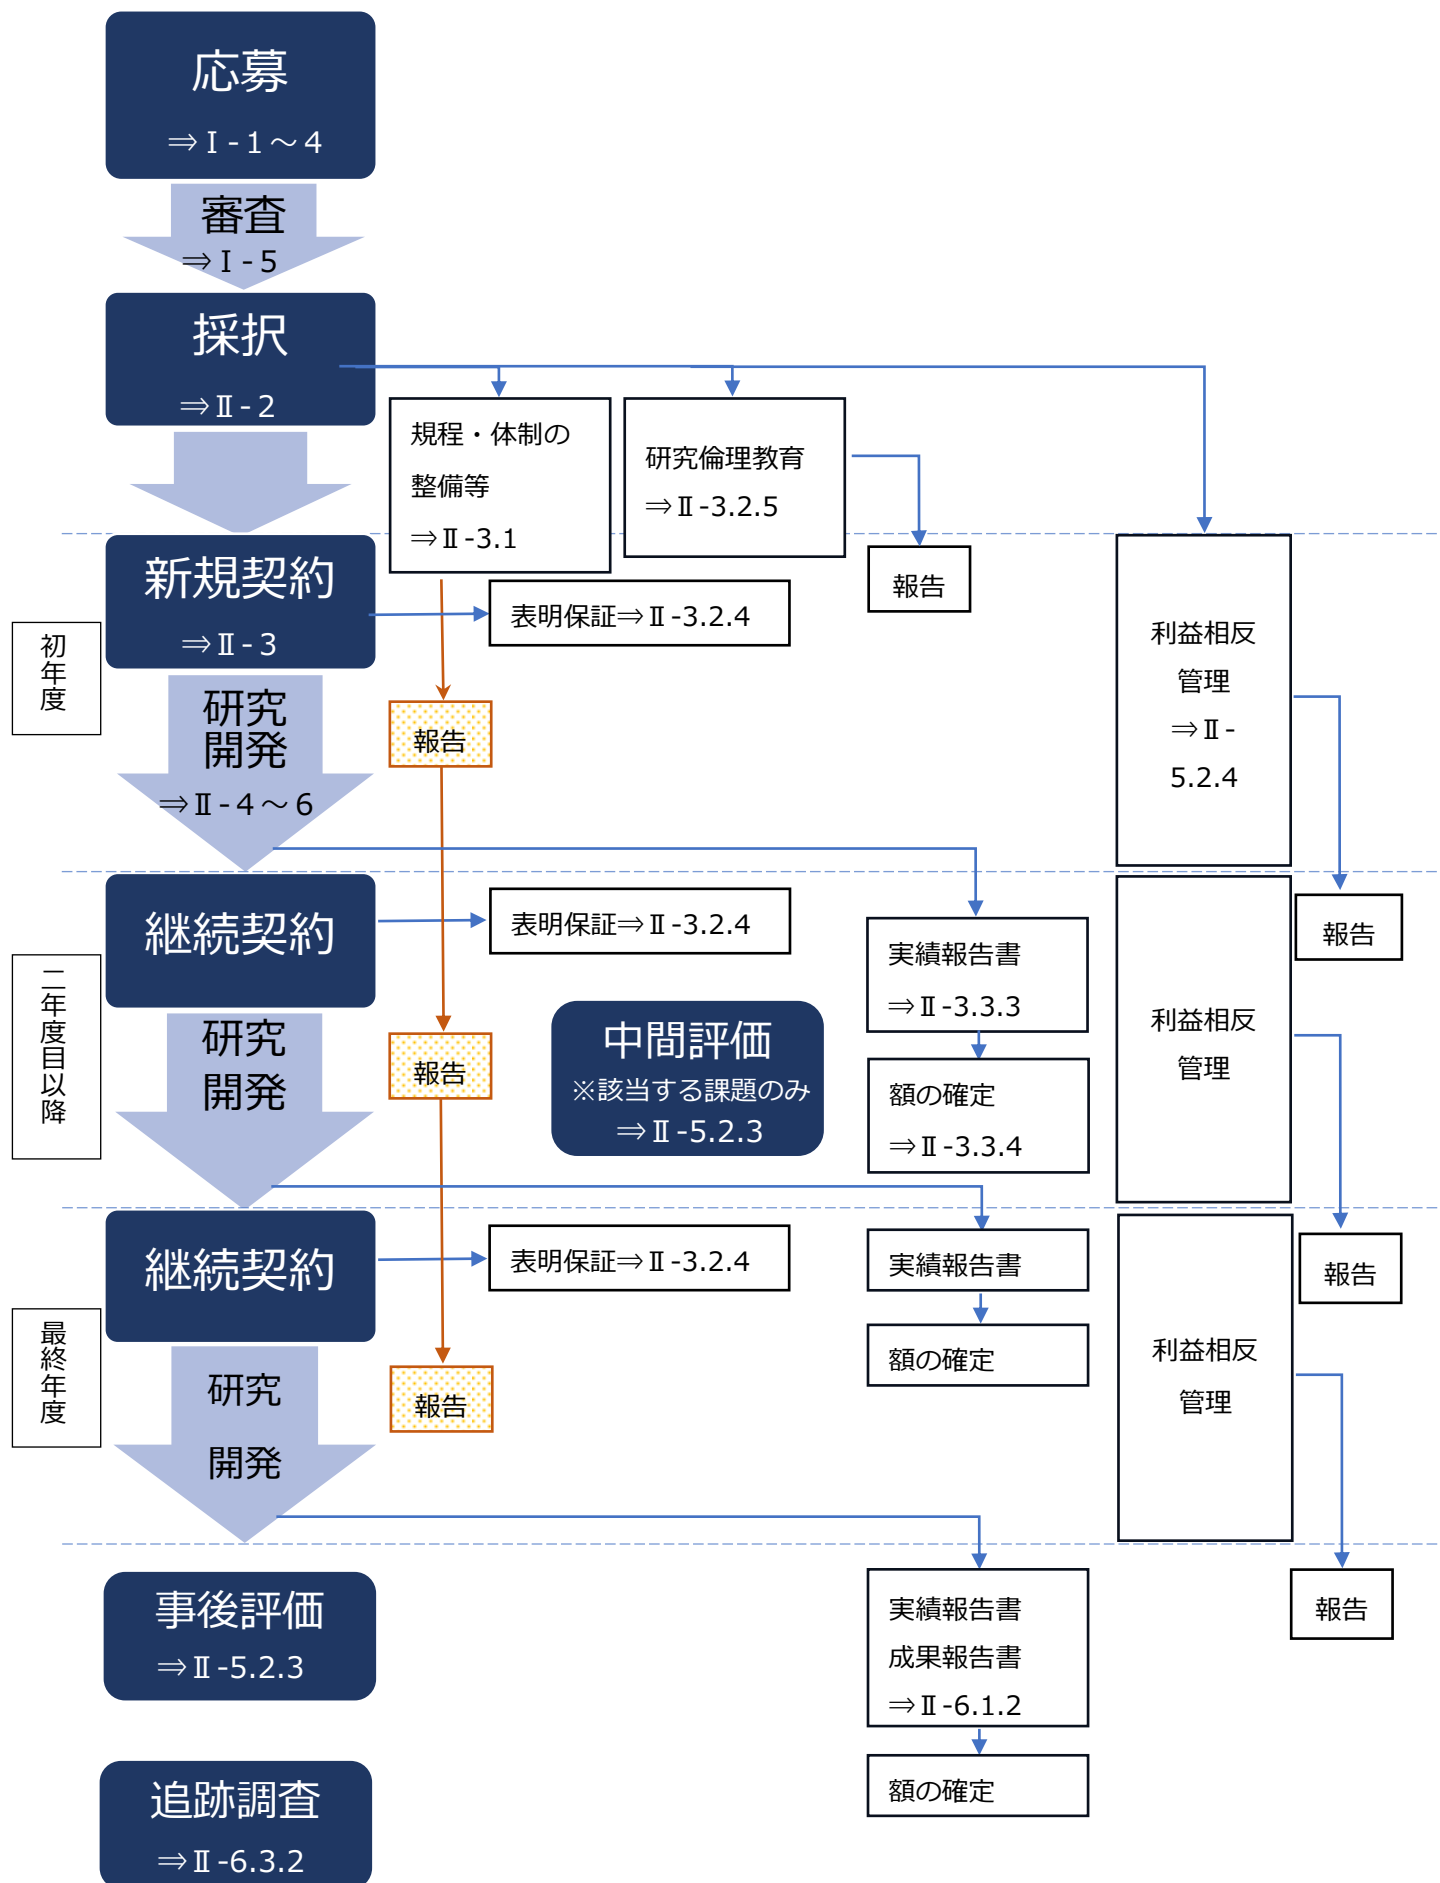 応募
⇒Ⅰ-1～4
審査
⇒Ⅰ-5
採択
⇒Ⅱ-2
規程・体制の
整備等
⇒Ⅱ-3.1
研究倫理教育
⇒Ⅱ-3.2.5
報告
初年度
新規契約
⇒Ⅱ-3
表明保証⇒Ⅱ-3.2.4
利益相反
管理
⇒Ⅱ-
5.2.4
研究
開発
⇒Ⅱ-4～6
報告
二年度目以降
継続契約
表明保証⇒Ⅱ-3.2.4
実績報告書
⇒Ⅱ-3.3.3
報告
研究
開発
報告
中間評価
※該当する課題のみ
⇒Ⅱ-5.2.3
額の確定
⇒Ⅱ-3.3.4
利益相反
管理
最終年度
継続契約
表明保証⇒Ⅱ-3.2.4
実績報告書
額の確定
報告
研究
開発
報告
利益相反
管理
事後評価
⇒Ⅱ-5.2.3
実績報告書
成果報告書
⇒Ⅱ-6.1.2
報告
額の確定
追跡調査
⇒Ⅱ-6.3.2